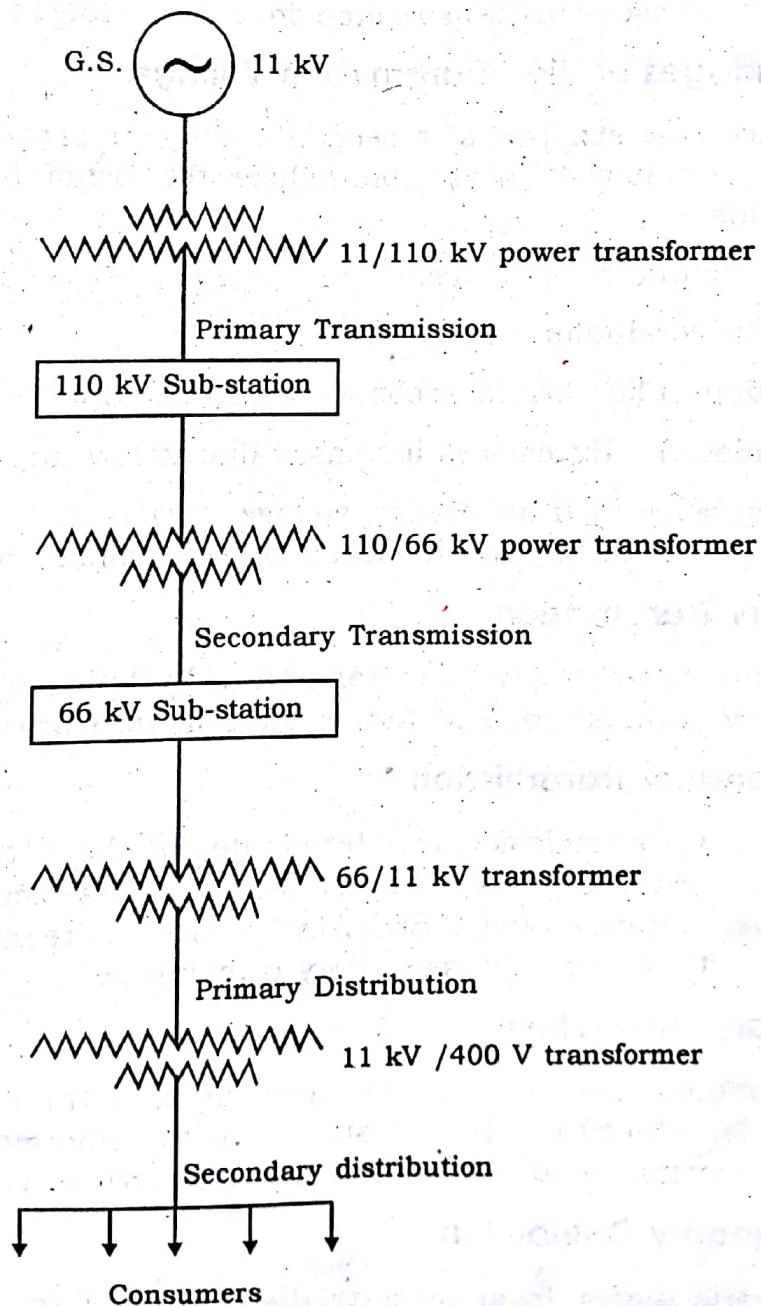 G.S. 11 kV
11/110 kV power transformer
Primary Transmission
110 kV Sub-station
110/66 kV power transformer
Secondary Transmission
66 kV Sub-station
66/11 kV transformer
Primary Distribution
11 kV /400 V transformer
Secondary distribution
Consumers